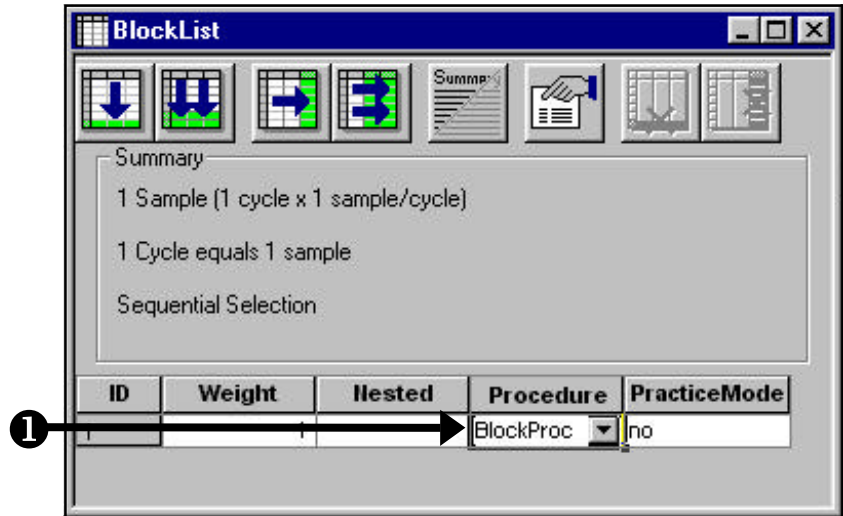 BlockList
Summary
Summary
1 Sample (1 cycle x 1 sample/cycle)
1 Cycle equals 1 sample
Sequential Selection
ID Weight Nested Procedure PracticeMode
1 1 BlockProc no
1